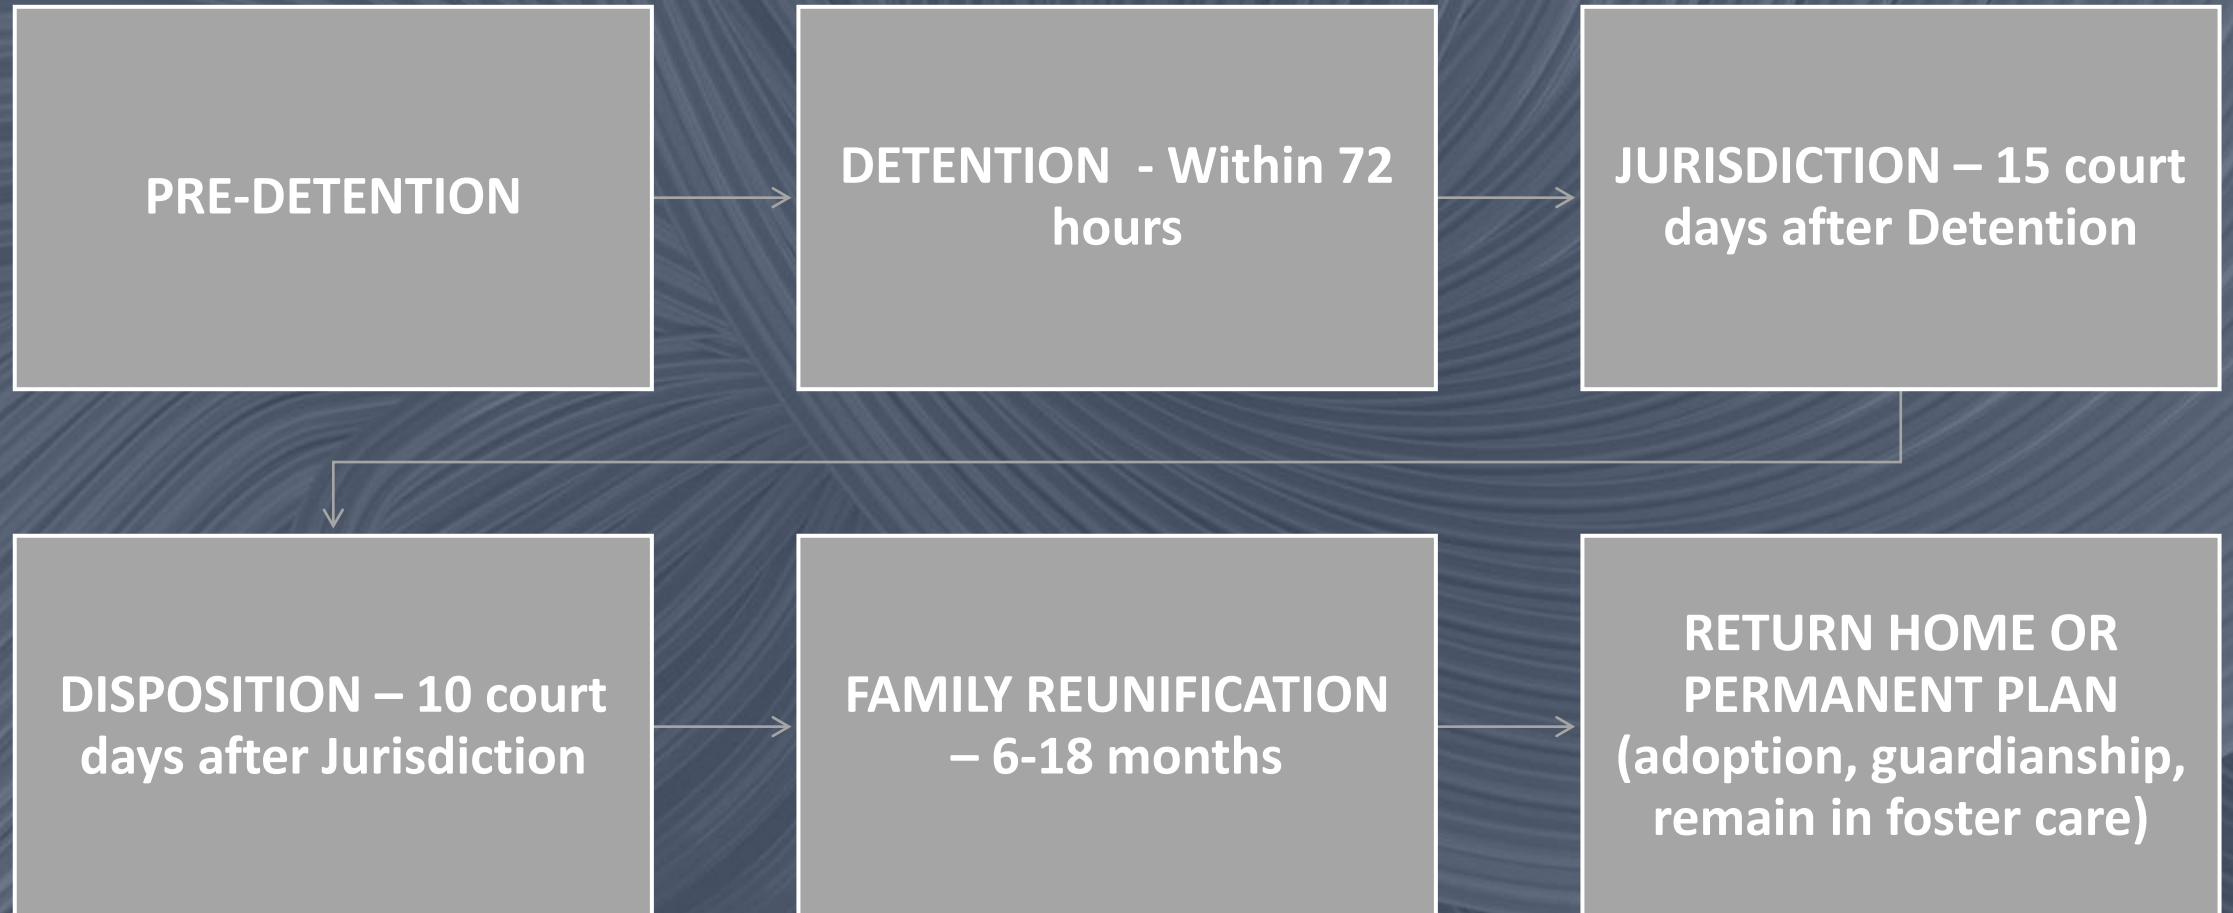 PRE-DETENTION
DETENTION  - Within 72
hours
JURISDICTION – 15 court
days after Detention
DISPOSITION – 10 court
days after Jurisdiction
FAMILY REUNIFICATION
– 6-18 months
RETURN HOME OR
PERMANENT PLAN
(adoption, guardianship,
remain in foster care)